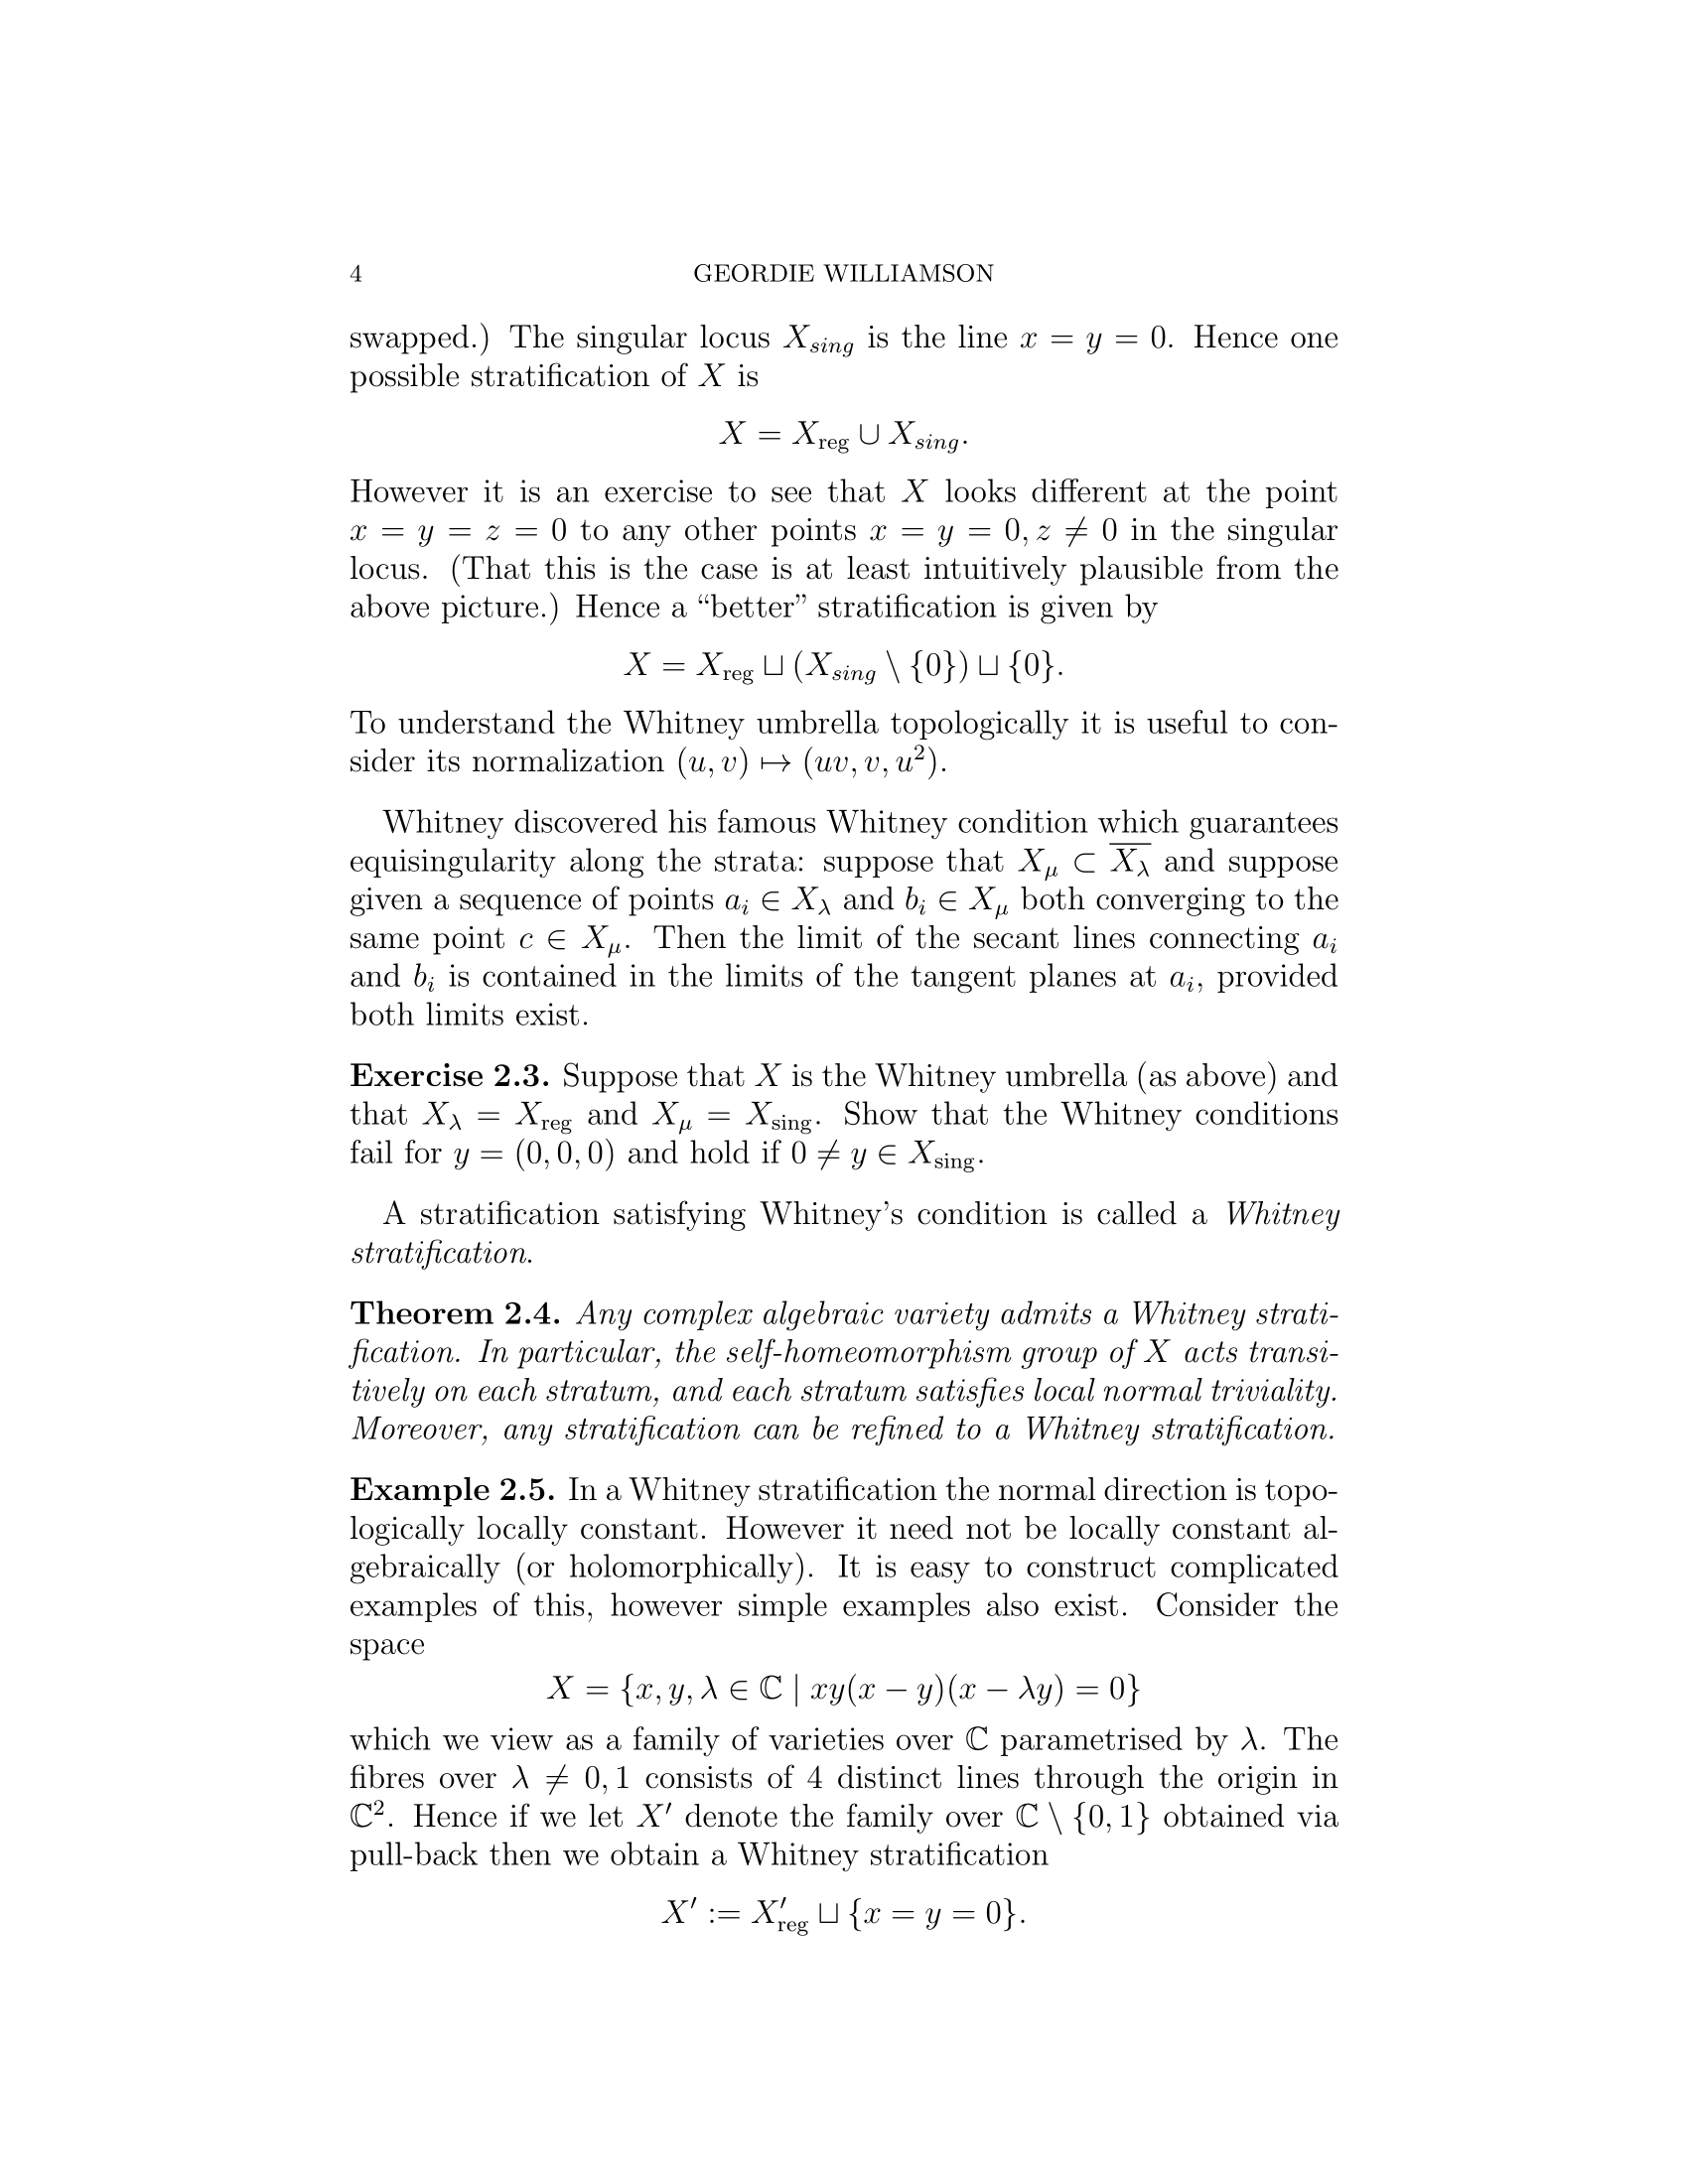 4 GEORDIE WILLIAMSON
swapped.) The singular locus $X_{sing}$ is the line $x = y = 0$. Hence one
possible stratification of $X$ is
$X = X_{\text{reg}} \cup X_{sing}.$
However it is an exercise to see that $X$ looks different at the point
$x = y = z = 0$ to any other points $x = y = 0, z \neq 0$ in the singular
locus. (That this is the case is at least intuitively plausible from the
above picture.) Hence a “better” stratification is given by
$X = X_{\text{reg}} \sqcup (X_{sing} \setminus \{0\}) \sqcup \{0\}.$
To understand the Whitney umbrella topologically it is useful to con-
sider its normalization $(u, v) \mapsto (uv, v, u^2)$.
Whitney discovered his famous Whitney condition which guarantees
equisingularity along the strata: suppose that $X_\mu \subset \overline{X_\lambda}$ and suppose
given a sequence of points $a_i \in X_\lambda$ and $b_i \in X_\mu$ both converging to the
same point $c \in X_\mu$. Then the limit of the secant lines connecting $a_i$
and $b_i$ is contained in the limits of the tangent planes at $a_i$, provided
both limits exist.
Exercise 2.3. Suppose that $X$ is the Whitney umbrella (as above) and
that $X_\lambda = X_{\text{reg}}$ and $X_\mu = X_{\text{sing}}$. Show that the Whitney conditions
fail for $y = (0, 0, 0)$ and hold if $0 \neq y \in X_{\text{sing}}$.
A stratification satisfying Whitney’s condition is called a Whitney
stratification.
Theorem 2.4. Any complex algebraic variety admits a Whitney strati-
fication. In particular, the self-homeomorphism group of $X$ acts transi-
tively on each stratum, and each stratum satisfies local normal triviality.
Moreover, any stratification can be refined to a Whitney stratification.
Example 2.5. In a Whitney stratification the normal direction is topo-
logically locally constant. However it need not be locally constant al-
gebraically (or holomorphically). It is easy to construct complicated
examples of this, however simple examples also exist. Consider the
space
$X = \{x, y, \lambda \in \mathbb{C} \mid xy(x - y)(x - \lambda y) = 0\}$
which we view as a family of varieties over $\mathbb{C}$ parametrised by $\lambda$. The
fibres over $\lambda \neq 0, 1$ consists of 4 distinct lines through the origin in
$\mathbb{C}^2$. Hence if we let $X'$ denote the family over $\mathbb{C} \setminus \{0, 1\}$ obtained via
pull-back then we obtain a Whitney stratification
$X' := X'_{\text{reg}} \sqcup \{x = y = 0\}.$